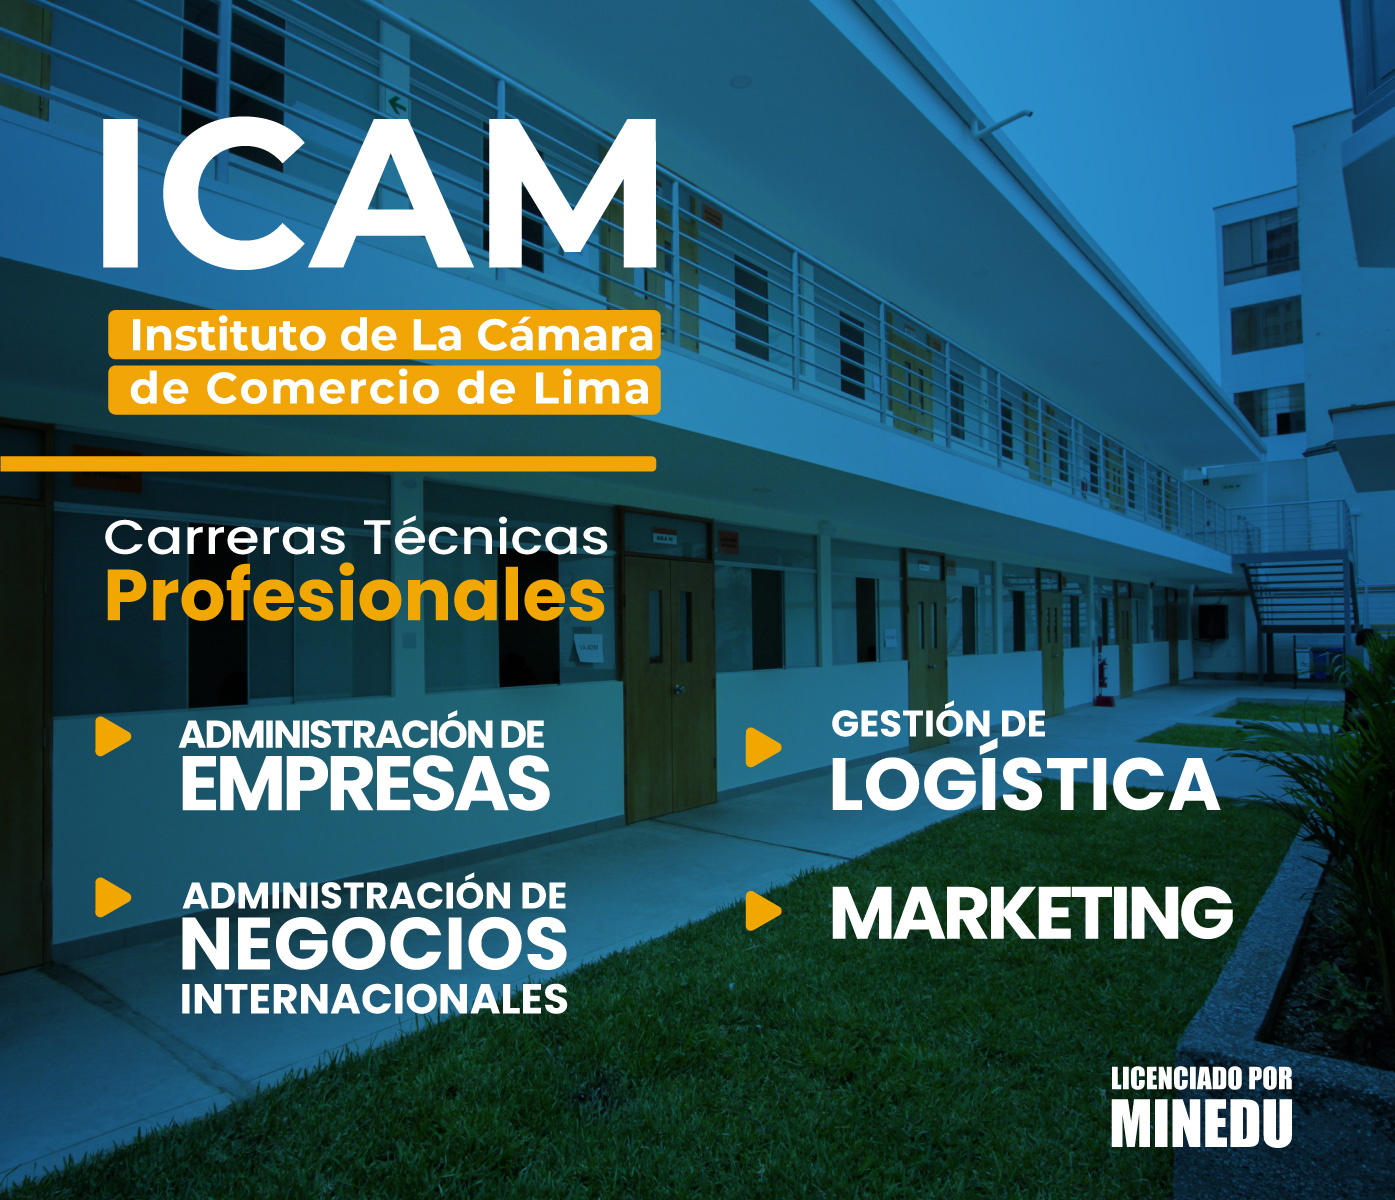 ICAM
Instituto de La Cámara
de Comercio de Lima
Carreras Técnicas
Profesionales
ADMINISTRACIÓN DE
EMPRESAS
ADMINISTRACIÓN DE
NEGOCIOS
INTERNACIONALES
GESTIÓN DE
LOGÍSTICA
MARKETING
LICENCIADO POR
MINEDU